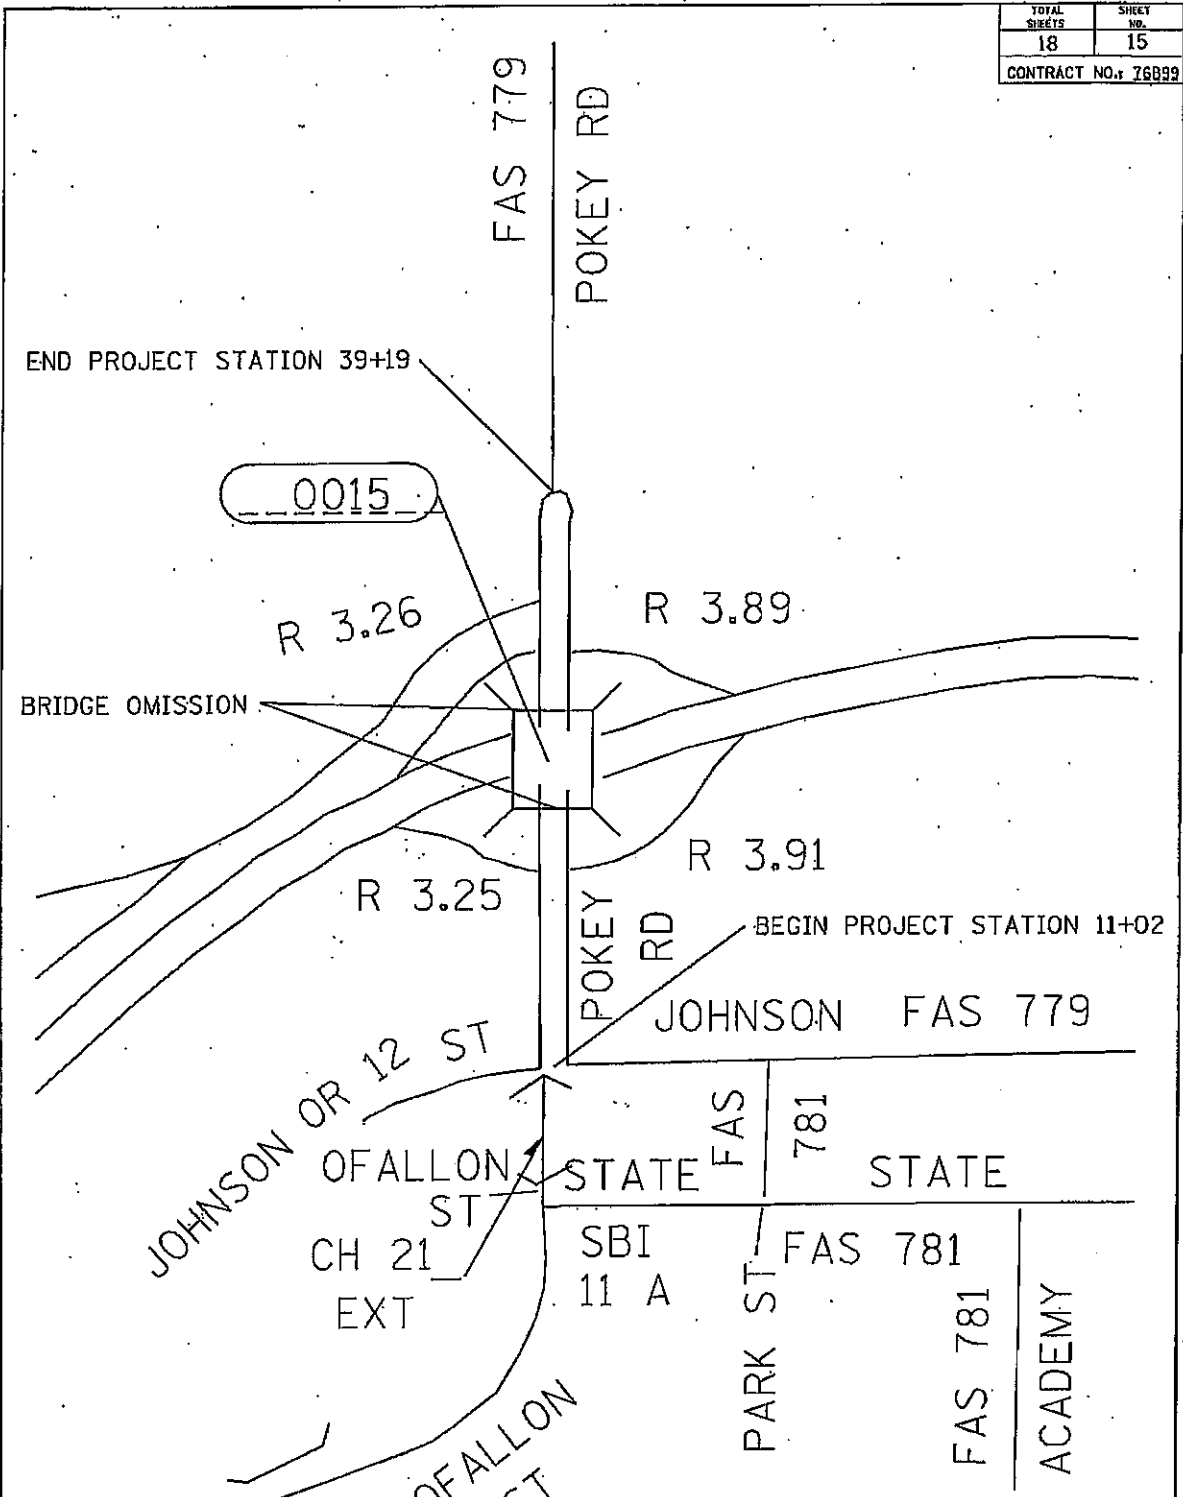 TOTAL SHEETS
SHEET NO.
18
15
CONTRACT NO.: 76B99
FAS 779
POKEY RD
END PROJECT STATION 39+19
0015
R 3.26
R 3.89
BRIDGE OMISSION
R 3.91
R 3.25
POKEY RD
BEGIN PROJECT STATION 11+02
JOHNSON FAS 779
JOHNSON OR 12 ST
FAS 781
OFALLON ST
STATE
STATE
CH 21 EXT
SBI 11 A
FAS 781
PARK ST
FAS 781
ACADEMY
OFALLON ST